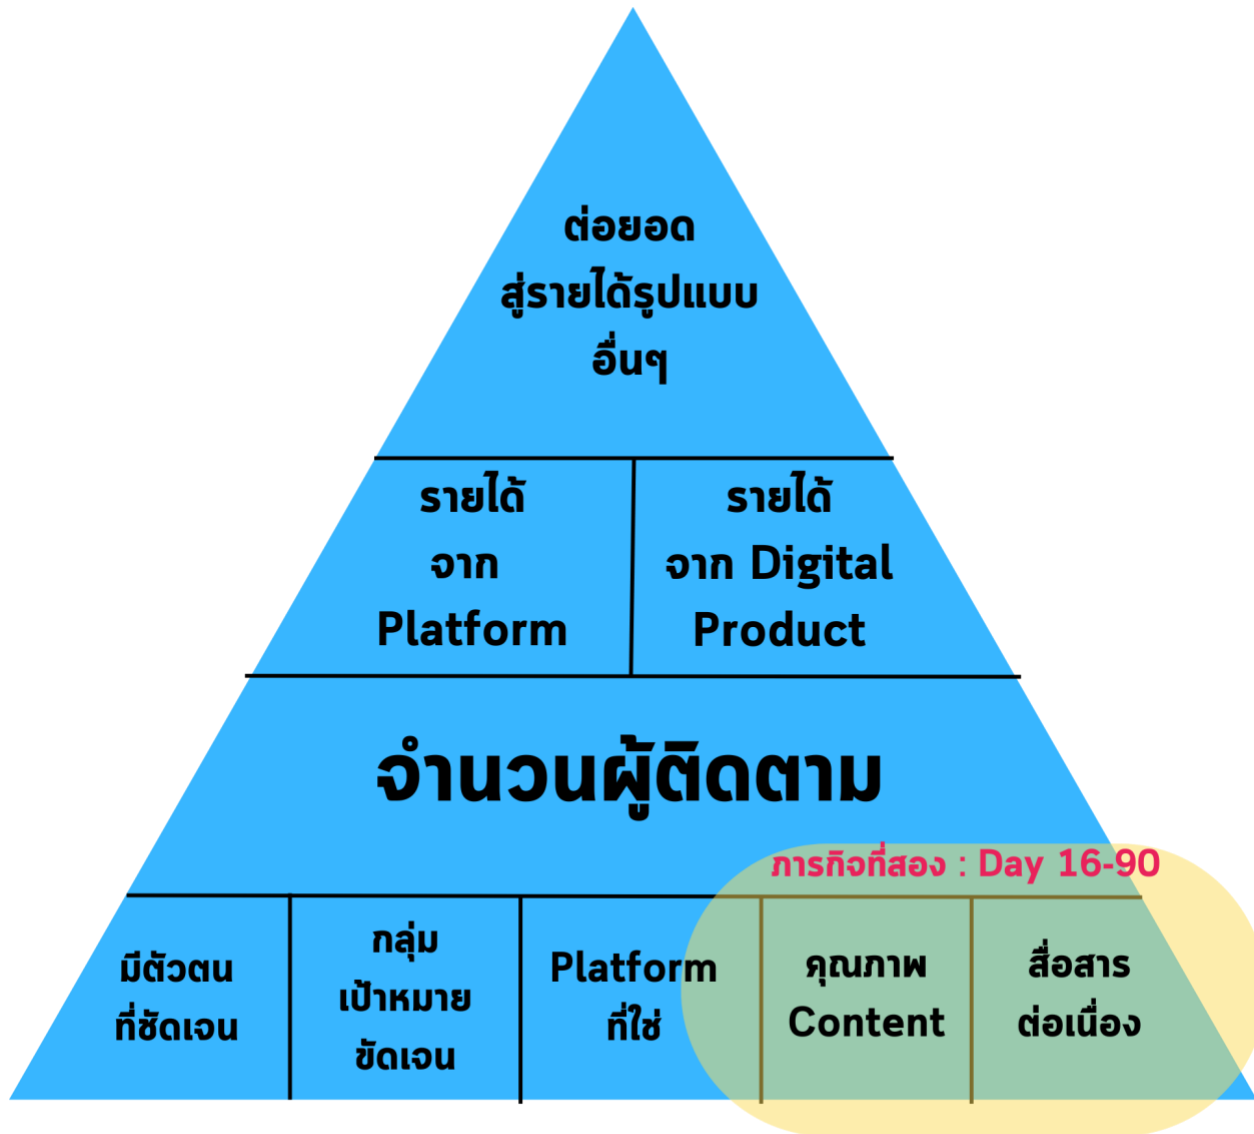 ต่อยอด
สู่รายได้รูปแบบ
อื่นๆ
รายได้
จาก
Platform
รายได้
จาก Digital
Product
จำนวนผู้ติดตาม
ภารกิจที่สอง : Day 16-90
มีตัวตน
ที่ชัดเจน
กลุ่ม
เป้าหมาย
ขัดเจน
Platform
ที่ใช่
คุณภาพ
Content
สื่อสาร
ต่อเนื่อง